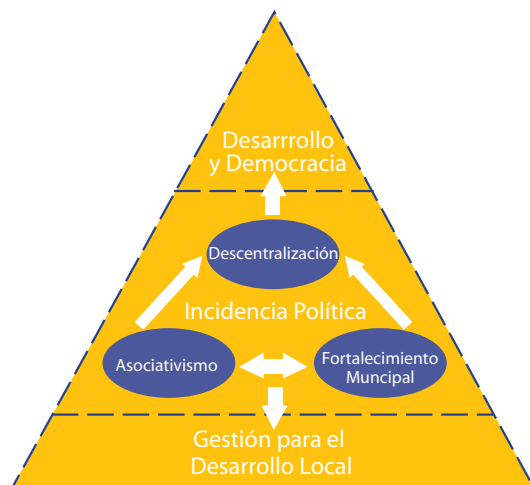 Desarrrollo
y Democracia
Descentralización
Incidencia Política
Asociativismo
Fortalecimiento
Muncipal
Gestión para el
Desarrollo Local